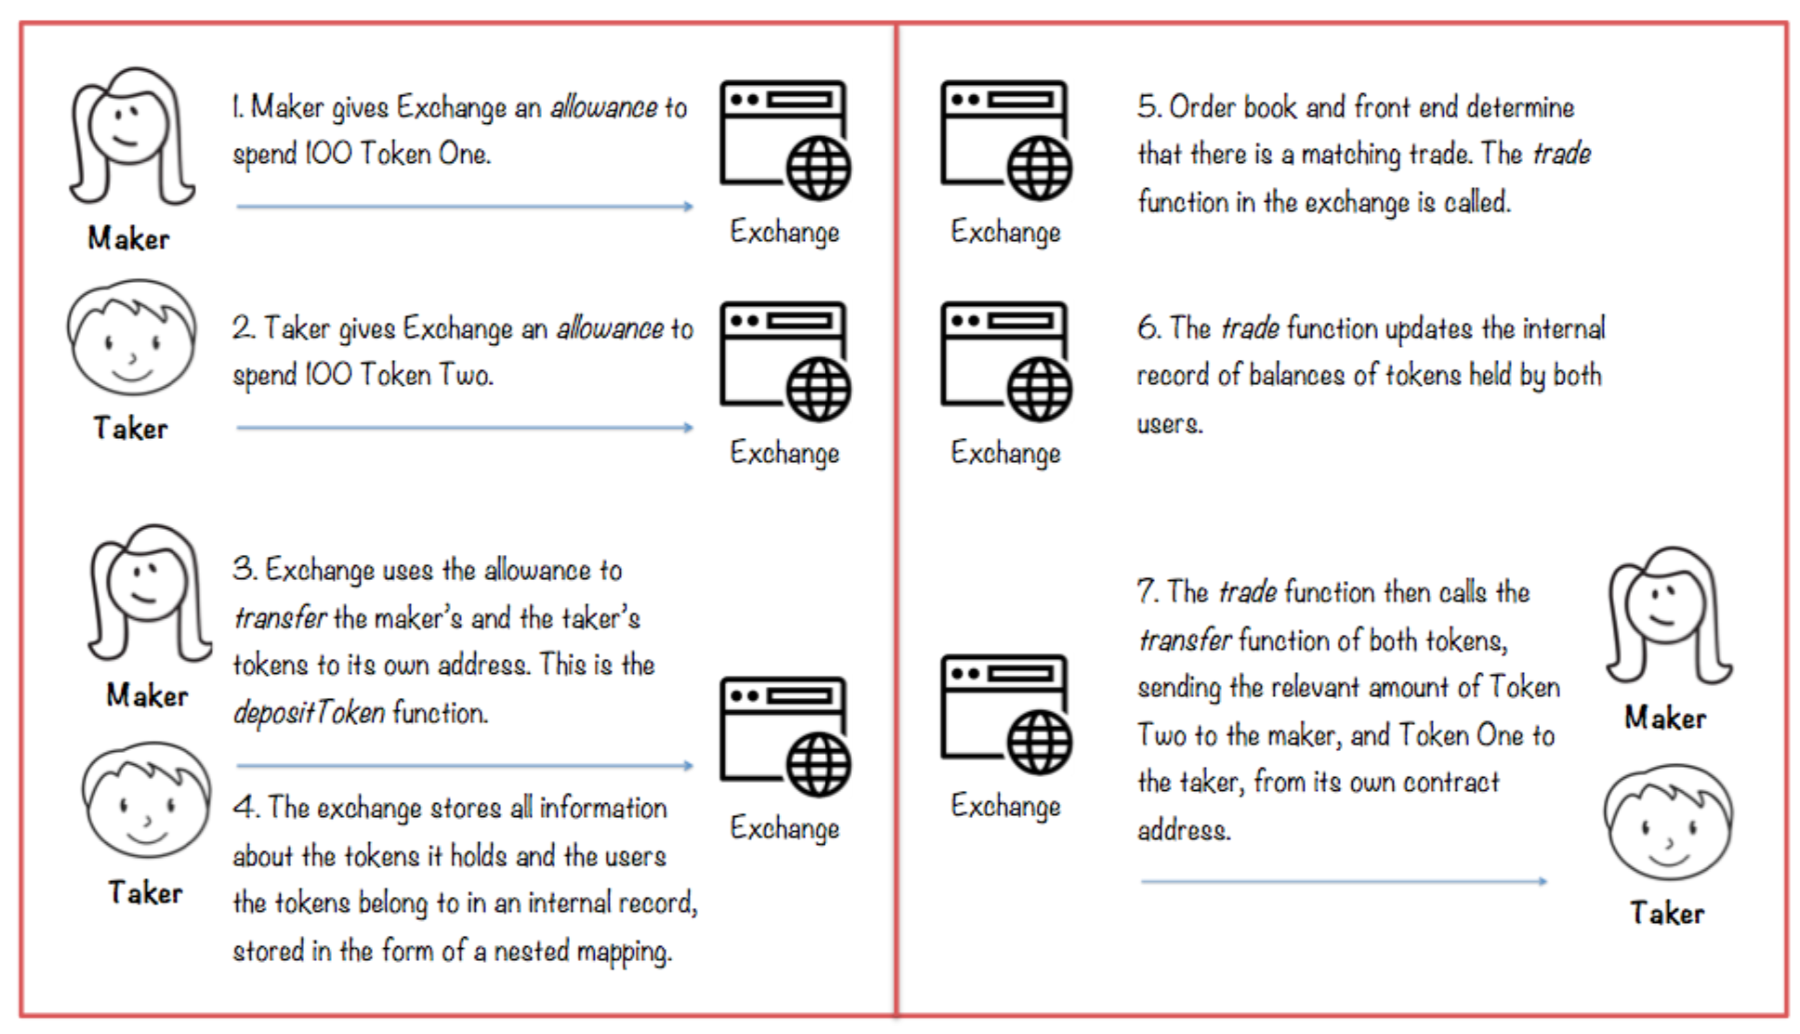 1. Maker gives Exchange an allowance to
spend 100 Token One.
Maker
Exchange
2. Taker gives Exchange an allowance to
spend 100 Token Two.
Taker
Exchange
3. Exchange uses the allowance to
transfer the maker's and the taker's
tokens to its own address. This is the
depositToken function.
Maker
4. The exchange stores all information
about the tokens it holds and the users
the tokens belong to in an internal record,
stored in the form of a nested mapping.
Taker
Exchange
5. Order book and front end determine
that there is a matching trade. The trade
function in the exchange is called.
Exchange
6. The trade function updates the internal
record of balances of tokens held by both
users.
Exchange
7. The trade function then calls the
transfer function of both tokens,
sending the relevant amount of Token
Two to the maker, and Token One to
the taker, from its own contract
address.
Exchange
Maker
Taker